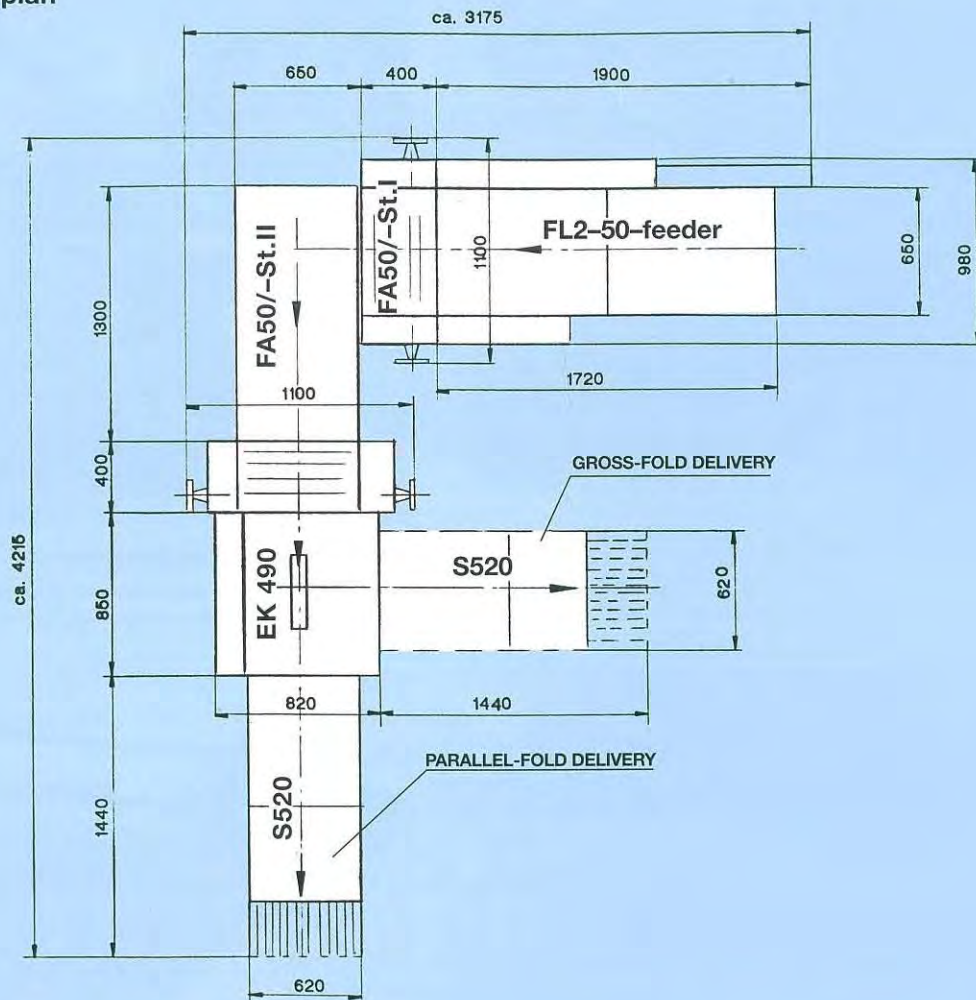 plan
ca. 3175
650
400
1900
FA50/-St.II
FA50/-St.I
1100
FL2-50-feeder
650
980
1300
1720
1100
400
ca. 4215
GROSS-FOLD DELIVERY
EK 490
S520
850
620
820
1440
PARALLEL-FOLD DELIVERY
S520
1440
620